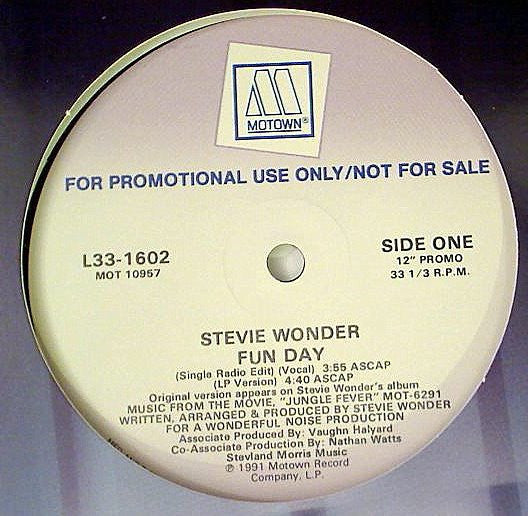 MOTOWN®
FOR PROMOTIONAL USE ONLY/NOT FOR SALE
L33-1602
MOT 10957
SIDE ONE
12" PROMO
33 1/3 R.P.M.
STEVIE WONDER
FUN DAY
(Single Radio Edit) (Vocal) 3:55 ASCAP
(LP Version) 4:40 ASCAP
Original version appears on Stevie Wonder's album
MUSIC FROM THE MOVIE, "JUNGLE FEVER" MOT-6291
WRITTEN, ARRANGED & PRODUCED BY STEVIE WONDER
FOR A WONDERFUL NOISE PRODUCTION
Associate Produced By: Vaughn Halyard
Co-Associate Production By: Nathan Watts
Stevland Morris Music
℗ 1991 Motown Record
Company, L.P.